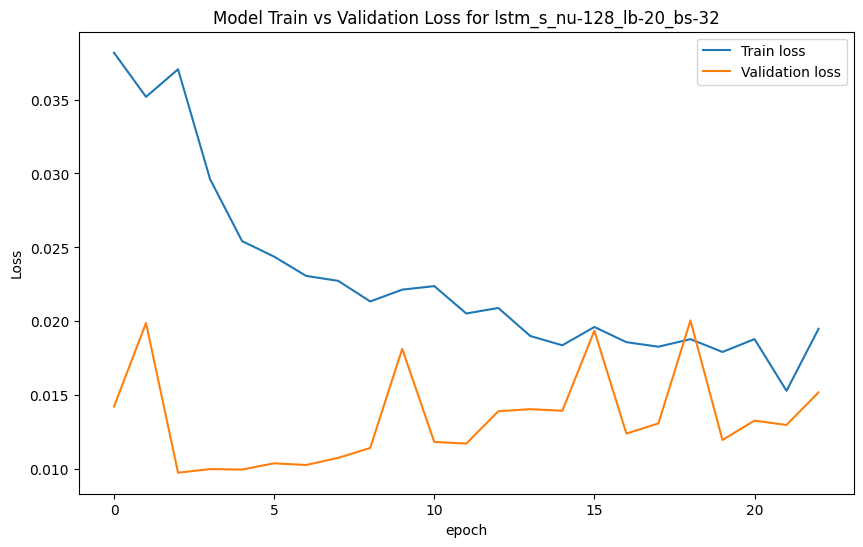 Model Train vs Validation Loss for lstm_s_nu-128_lb-20_bs-32
Train loss
Validation loss
0.035
0.030
0.025
0.020
0.015
0.010
Loss
0
5
10
15
20
epoch